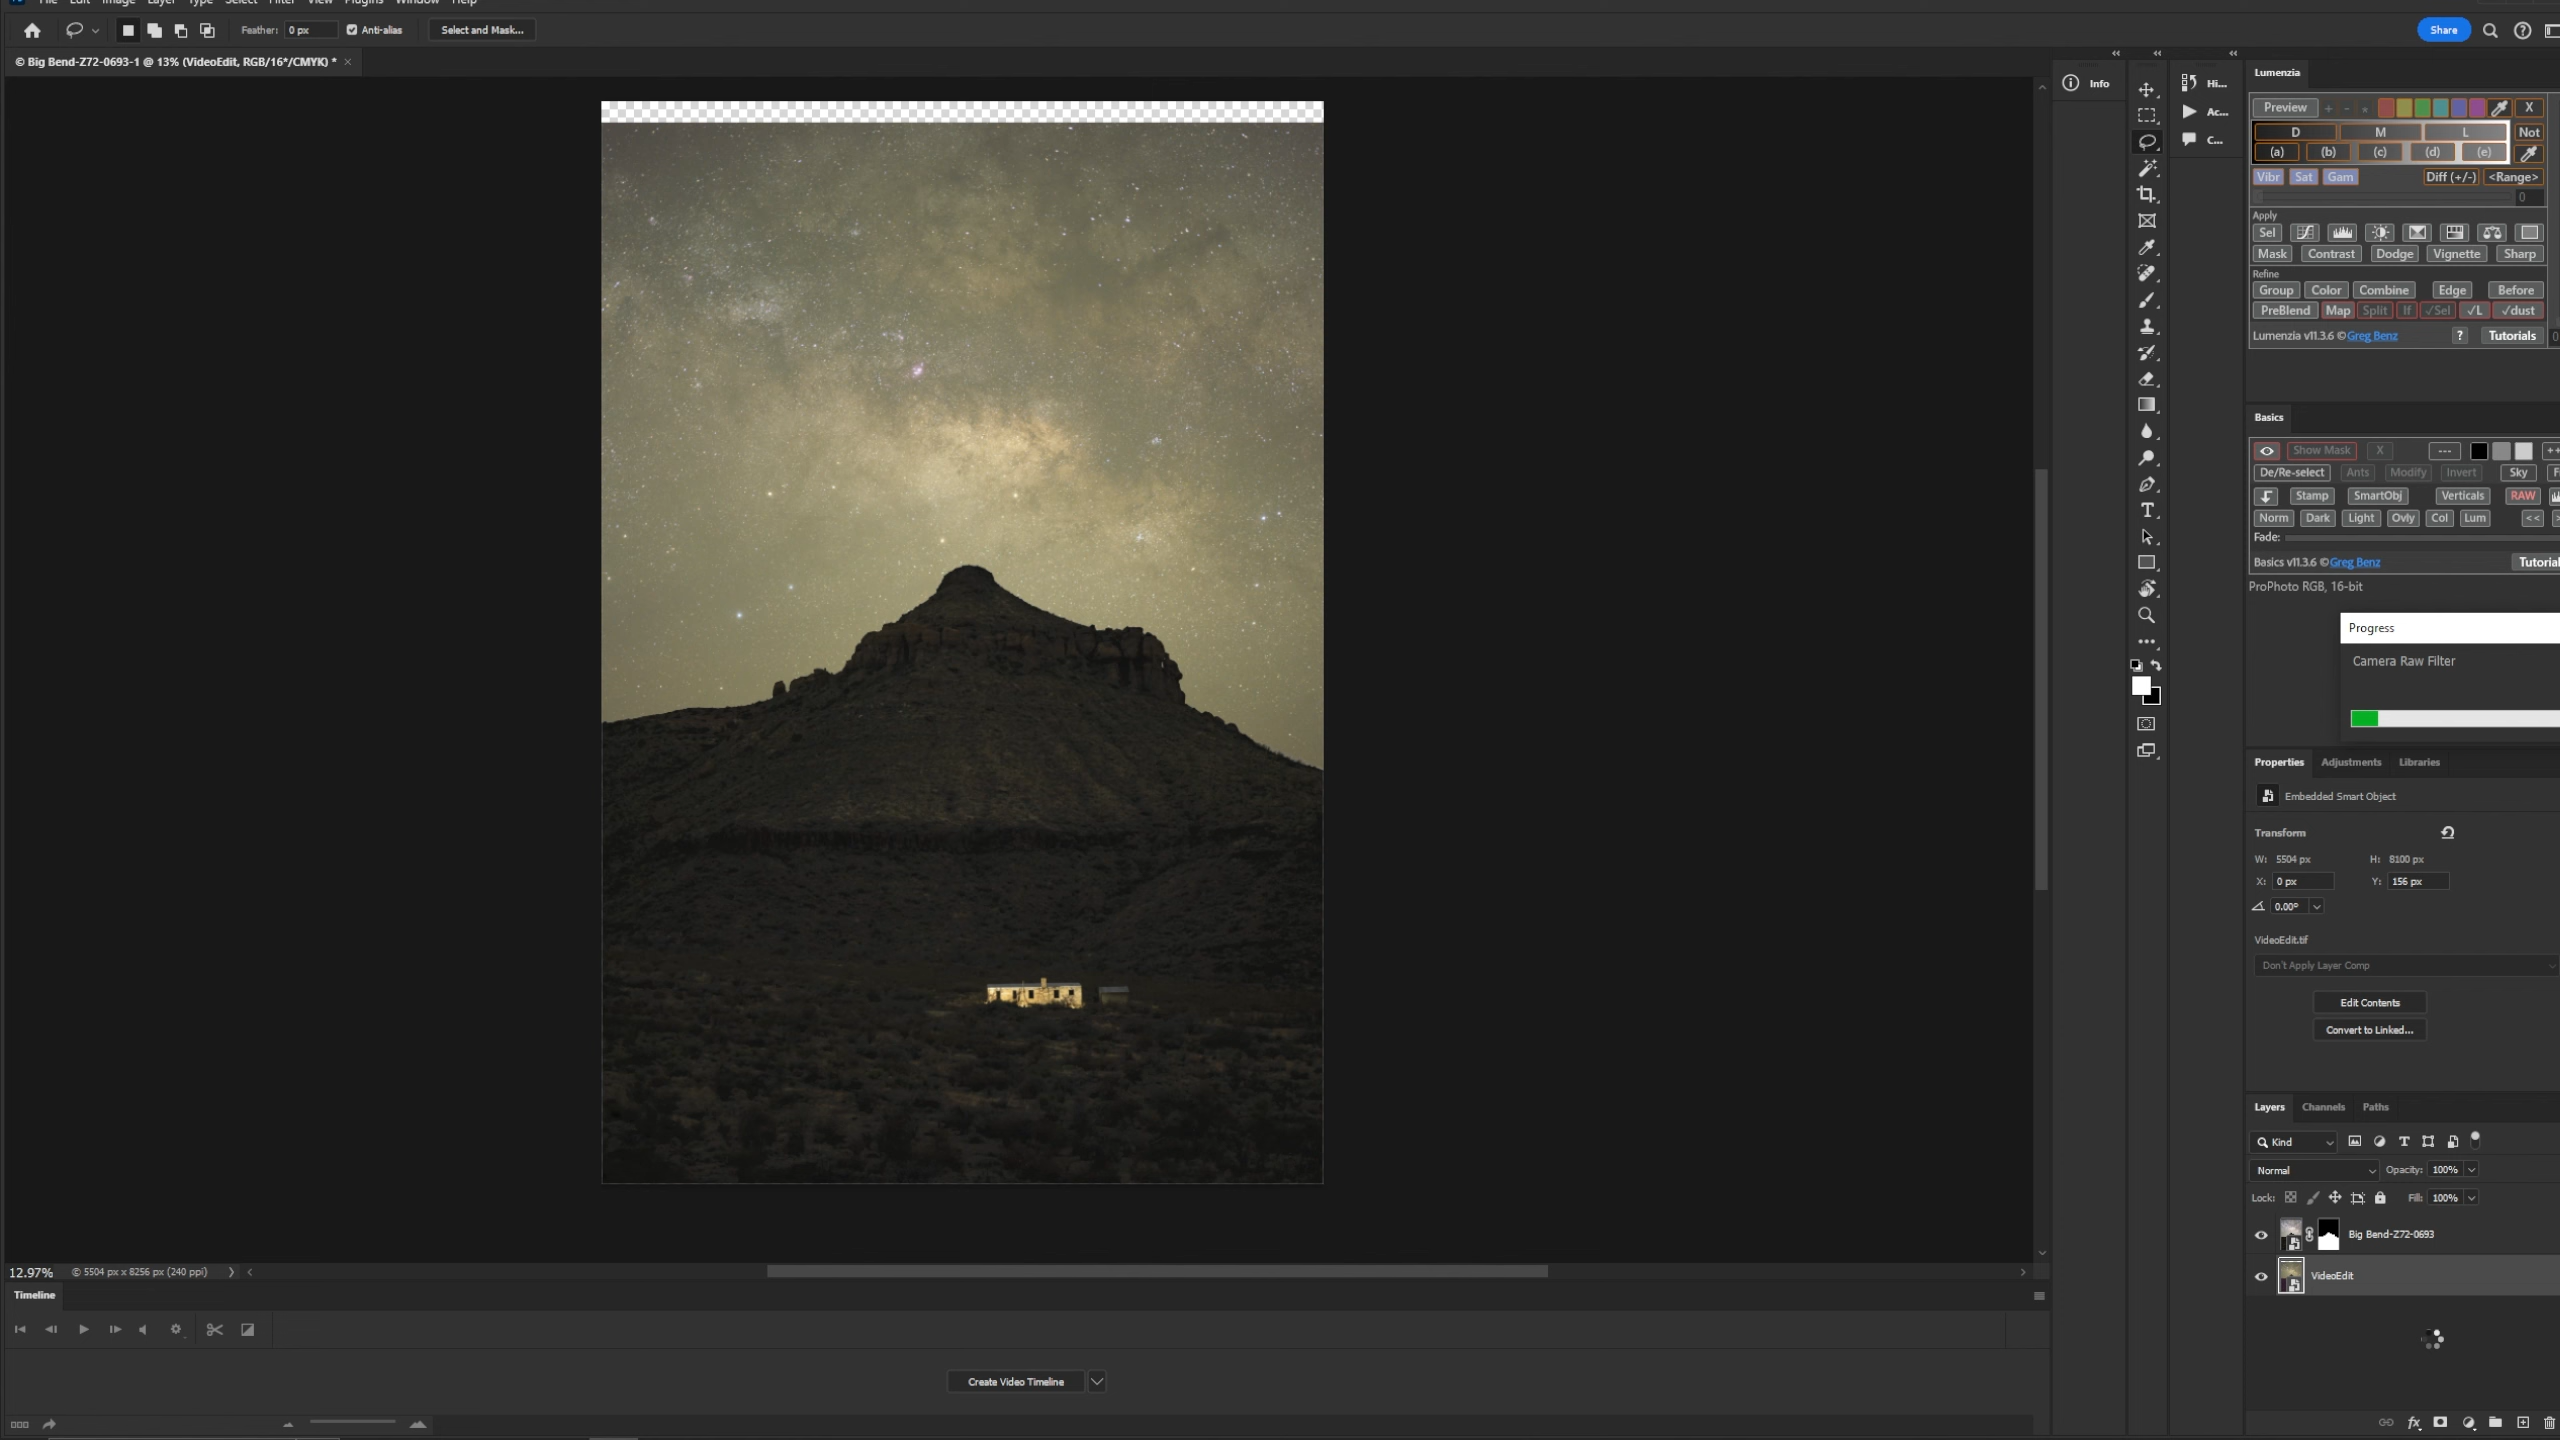 File Edit Image Layer Type Select Filter View Plugins Window Help
Feather: 0 px Anti-alias Select and Mask... Share
© Big Bend-Z72-0693-1 @ 13% (VideoEdit, RGB/16*/CMYK) * ×
Info
Hi...
Ac...
C...
Lumenzia
Preview + - * X
D M L Not
(a) (b) (c) (d) (e)
Vibr Sat Gam Diff (+/-) <Range>
0
Apply
Sel
Mask Contrast Dodge Vignette Sharp
Refine
Group Color Combine Edge Before
PreBlend Map Split If ✓Sel ✓L ✓dust
Lumenzia v11.3.6 © Greg Benz ? Tutorials
Basics
Show Mask X --- ++
De/Re-select Ants Modify Invert Sky F
Stamp SmartObj Verticals RAW
Norm Dark Light Ovly Col Lum <<
Fade:
Basics v11.3.6 © Greg Benz Tutorial
ProPhoto RGB, 16-bit
Progress
Camera Raw Filter
Properties Adjustments Libraries
Embedded Smart Object
Transform
W: 5504 px H: 8100 px
X: 0 px Y: 156 px
0.00°
VideoEdit.tif
Don't Apply Layer Comp
Edit Contents
Convert to Linked...
Layers Channels Paths
Kind
Normal Opacity: 100%
Lock: Fill: 100%
Big Bend-Z72-0693
VideoEdit
12.97% © 5504 px x 8256 px (240 ppi)
Timeline
Create Video Timeline
fx